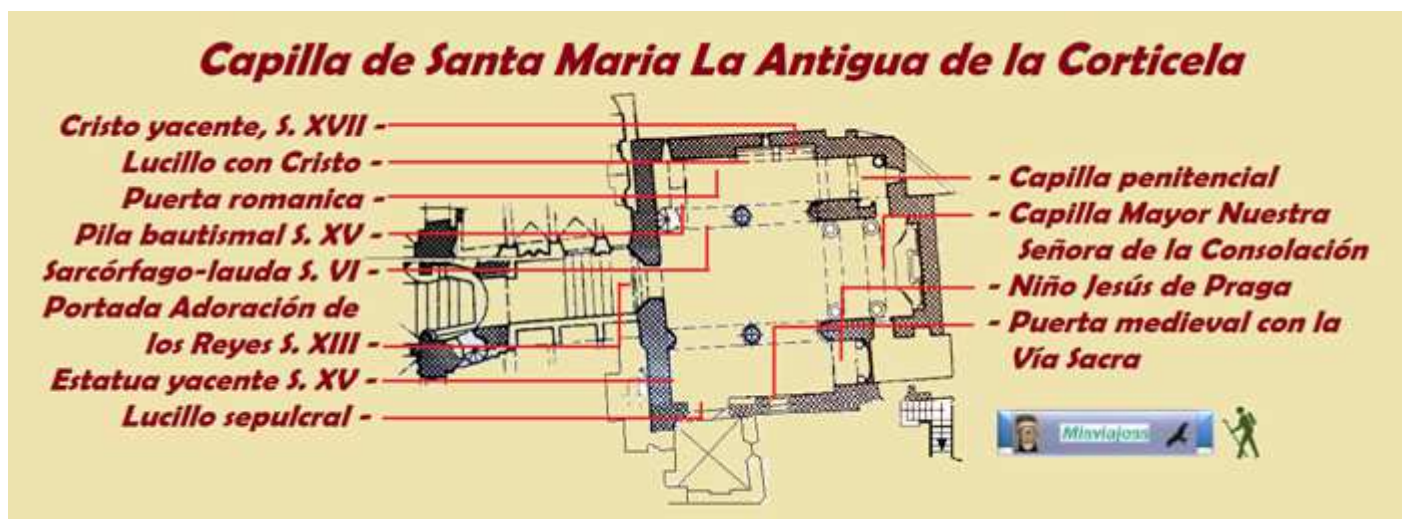 Capilla de Santa Maria La Antigua de la Corticela
Cristo yacente, S. XVII -
Lucillo con Cristo -
Puerta romanica -
Pila bautismal S. XV -
Sarcórfago-lauda S. VI -
Portada Adoración de
los Reyes S. XIII -
Estatua yacente S. XV -
Lucillo sepulcral -
- Capilla penitencial
- Capilla Mayor Nuestra
Señora de la Consolación
- Niño Jesús de Praga
- Puerta medieval con la
Vía Sacra
Misviajess